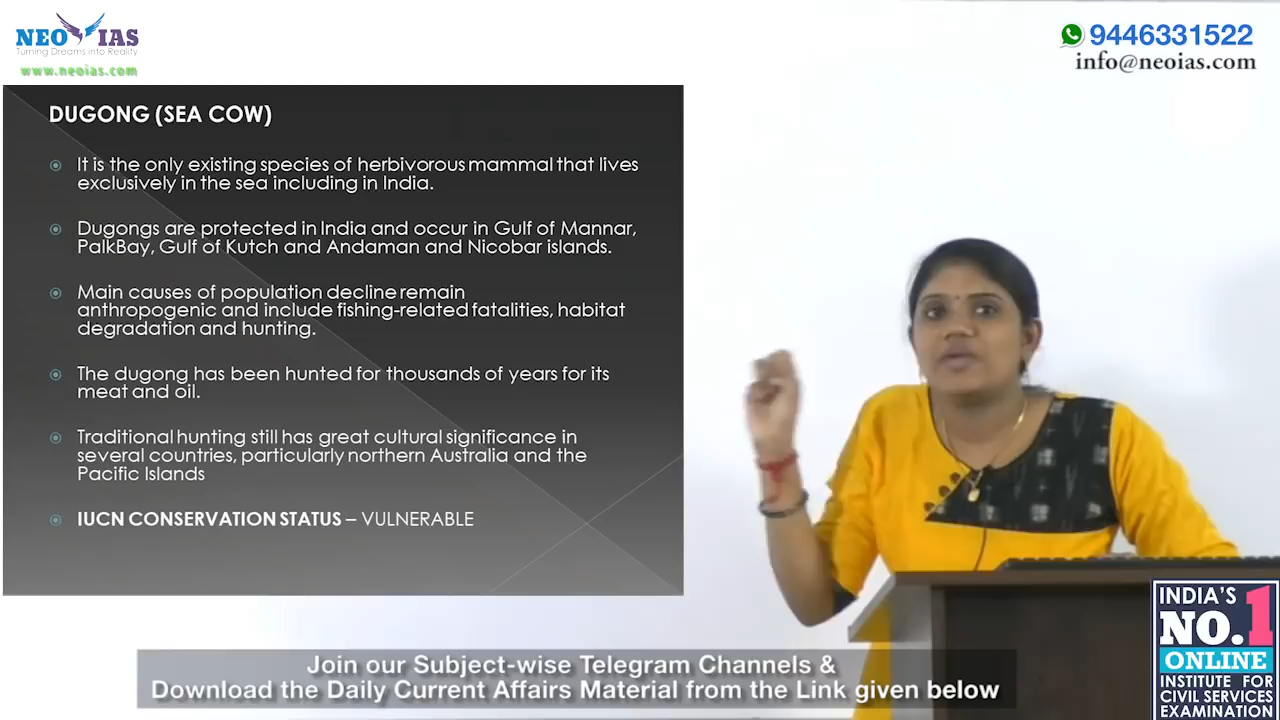 NEO IAS
Turning Dreams into Reality
www.neoias.com
9446331522
info@neoias.com
DUGONG (SEA COW)
It is the only existing species of herbivorous mammal that lives
exclusively in the sea including in India.
Dugongs are protected in India and occur in Gulf of Mannar,
PalkBay, Gulf of Kutch and Andaman and Nicobar islands.
Main causes of population decline remain
anthropogenic and include fishing-related fatalities, habitat
degradation and hunting.
The dugong has been hunted for thousands of years for its
meat and oil.
Traditional hunting still has great cultural significance in
several countries, particularly northern Australia and the
Pacific Islands
IUCN CONSERVATION STATUS – VULNERABLE
INDIA'S
NO.1
ONLINE
INSTITUTE FOR
CIVIL SERVICES
EXAMINATION
Join our Subject-wise Telegram Channels &
Download the Daily Current Affairs Material from the Link given below